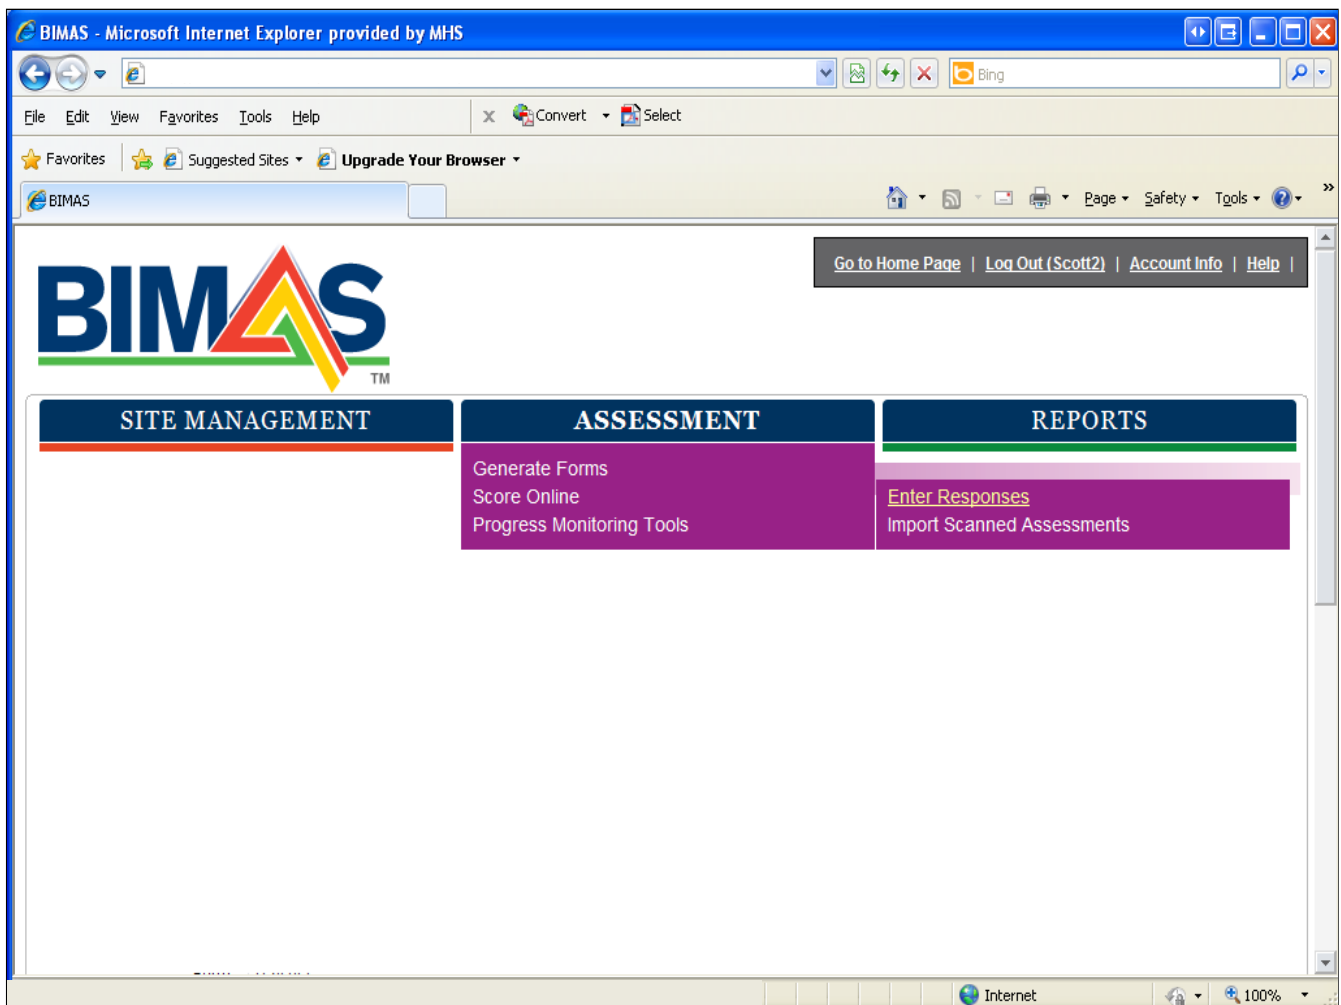 BIMAS - Microsoft Internet Explorer provided by MHS
Bing
File Edit View Favorites Tools Help x Convert Select
Favorites Suggested Sites Upgrade Your Browser
BIMAS Page Safety Tools »
Go to Home Page | Log Out (Scott2) | Account Info | Help |
BIMAS
TM
SITE MANAGEMENT ASSESSMENT REPORTS
Generate Forms
Score Online Enter Responses
Progress Monitoring Tools Import Scanned Assessments
Internet 100%